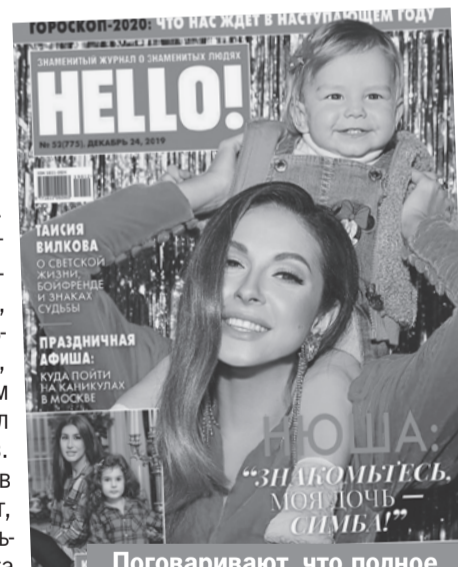 ГОРОСКОП-2020: ЧТО НАС ЖДЕТ В НАСТУПАЮЩЕМ ГОДУ
ЗНАМЕНИТЫЙ ЖУРНАЛ О ЗНАМЕНИТЫХ ЛЮДЯХ
HELLO!
№ 52(775), ДЕКАБРЬ 24, 2019
ТАИСИЯ
ВИЛКОВА
О СВЕТСКОЙ
ЖИЗНИ,
БОЙФРЕНДЕ
И ЗНАКАХ
СУДЬБЫ
ПРАЗДНИЧНАЯ
АФИША:
КУДА ПОЙТИ
НА КАНИКУЛАХ
В МОСКВЕ
НЮША:
“ЗНАКОМЬТЕСЬ,
МОЯ ДОЧЬ —
СИМБА!”
Поговаривают, что полное